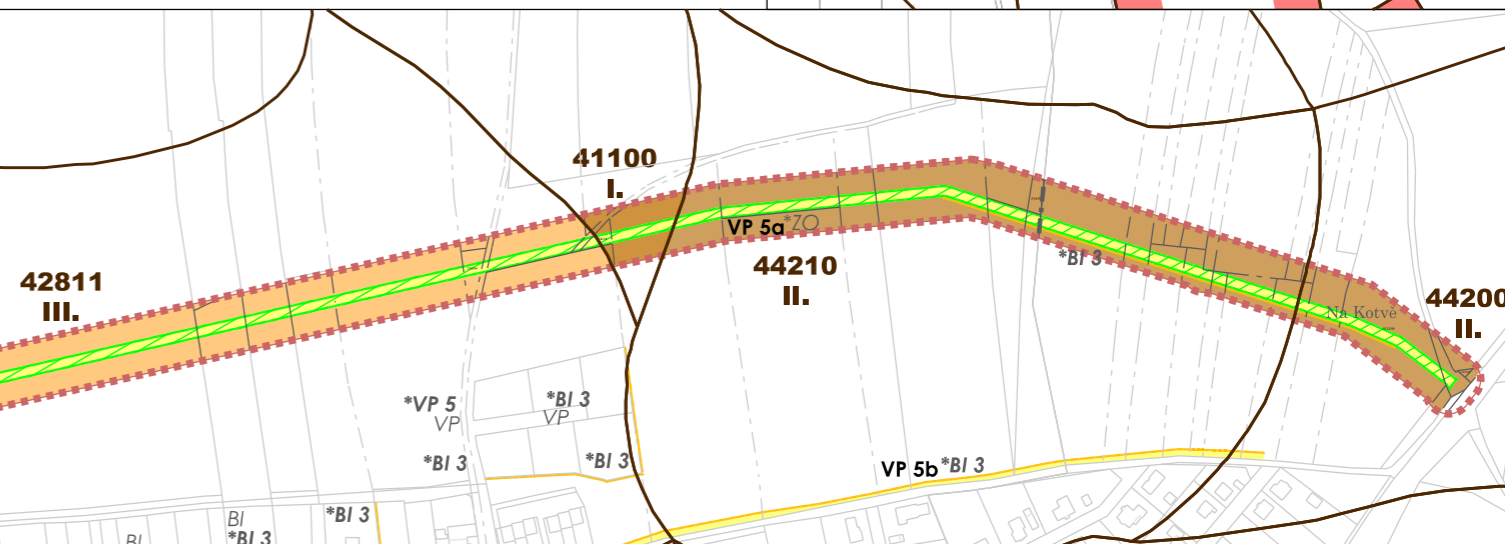 41100
I.
VP 5a *ZO
44210
II.
*BI 3
42811
III.
Na Kotvě
44200
II.
*VP 5
VP
*BI 3
VP
*BI 3
*BI 3
VP 5b *BI 3
*BI 3
BI
*BI 3
BI